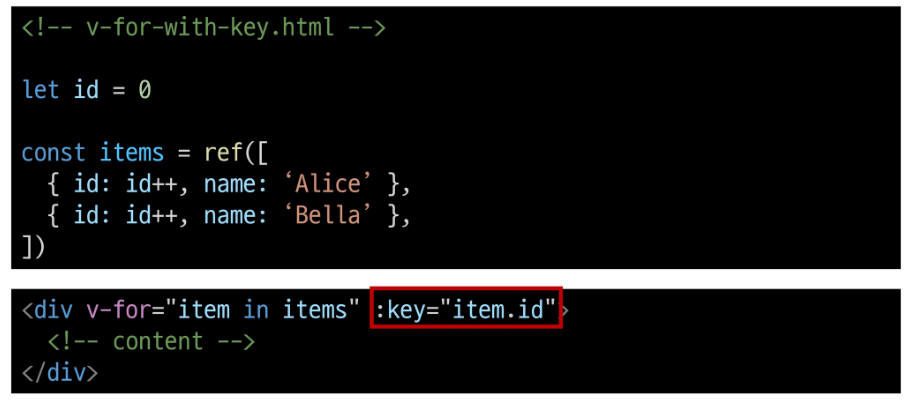 <!-- v-for-with-key.html -->
let id = 0
const items = ref([
{ id: id++, name: ‘Alice’ },
{ id: id++, name: ‘Bella’ },
])
<div v-for="item in items" :key="item.id">
<!-- content -->
</div>